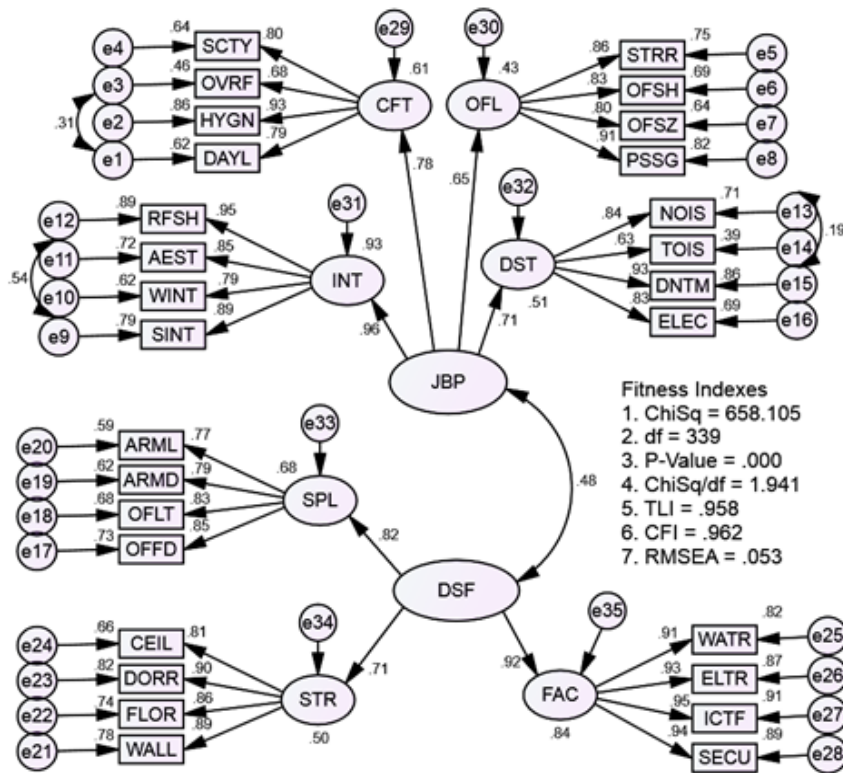 e29
e30
.64
.80
.75
e4
SCTY
.86
STRR
e5
.46
.68
.61
.43
.83
.69
e3
OVRF
CFT
OFL
OFSH
e6
.86
.93
.80
.64
.31
e2
HYGN
OFSZ
e7
.62
.79
.91
.82
e1
DAYL
PSSG
e8
.78
.65
e32
.89
.95
e31
.84
NOIS
.71
e13
e12
RFSH
.93
.63
TOIS
.39
e14
.19
.72
.85
DST
.93
DNTM
.86
e15
e11
AEST
INT
.83
ELEC
.69
e16
.54
.62
.79
.51
e10
WINT
.71
.79
.89
.96
e9
SINT
JBP
Fitness Indexes
1. ChiSq = 658.105
2. df = 339
3. P-Value = .000
4. ChiSq/df = 1.941
5. TLI = .958
6. CFI = .962
7. RMSEA = .053
.48
.59
.77
e33
e20
ARML
.62
.79
.68
e19
ARMD
SPL
.68
.83
e18
OFLT
.73
.85
.82
e17
OFFD
DSF
.66
.81
e34
e35
e24
CEIL
.71
.92
.91
WATR
.82
e25
.82
.90
e23
DORR
STR
FAC
.93
ELTR
.87
e26
.74
.86
e22
FLOR
.95
ICTF
.91
e27
.78
.89
.50
.84
e21
WALL
.94
SECU
.89
e28